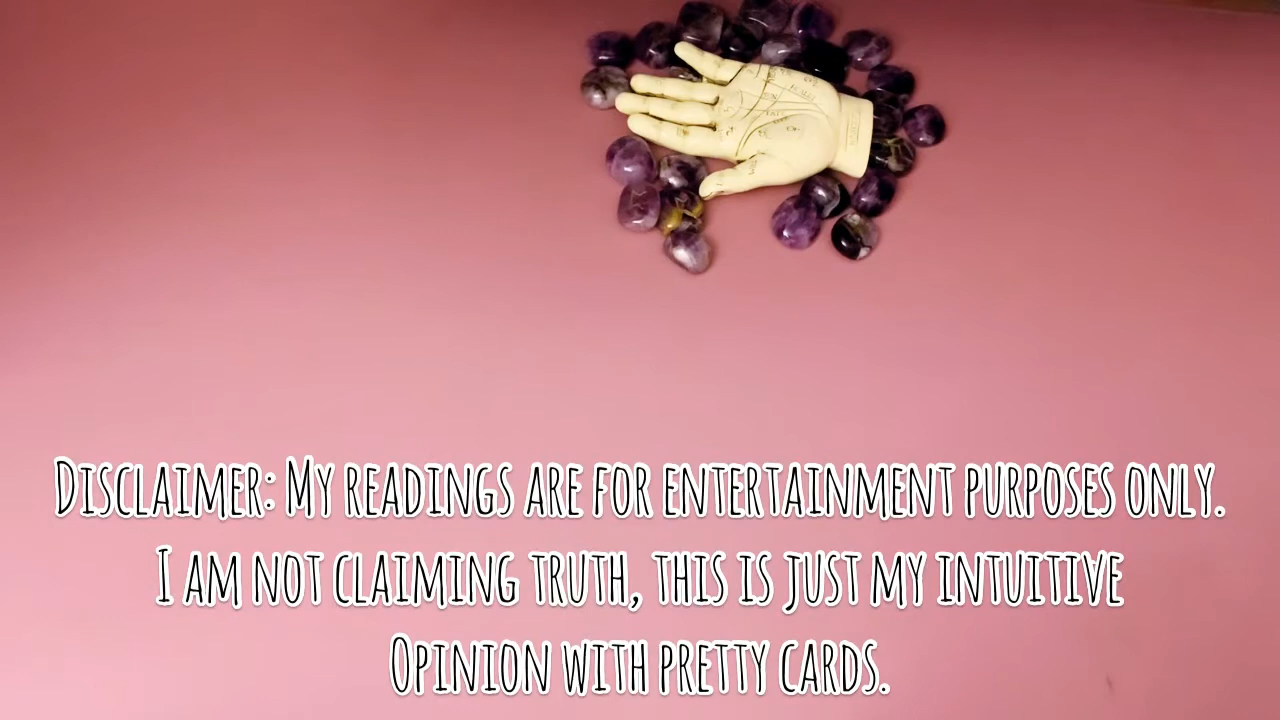 Disclaimer: My readings are for entertainment purposes only.
I am not claiming truth, this is just my intuitive
Opinion with pretty cards.